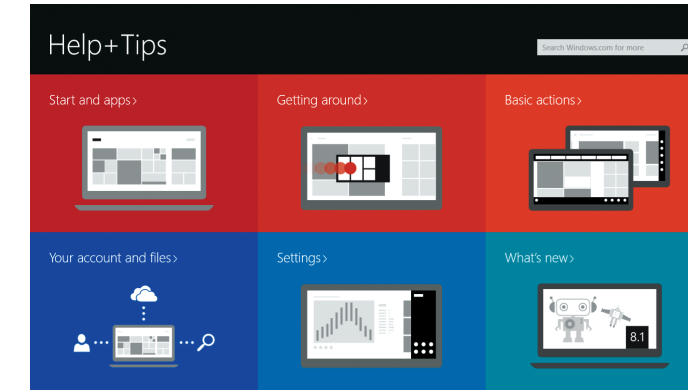 Help+Tips
Search Windows.com for more
Start and apps>
Getting around>
Basic actions>
Your account and files>
Settings>
What's new>
8.1